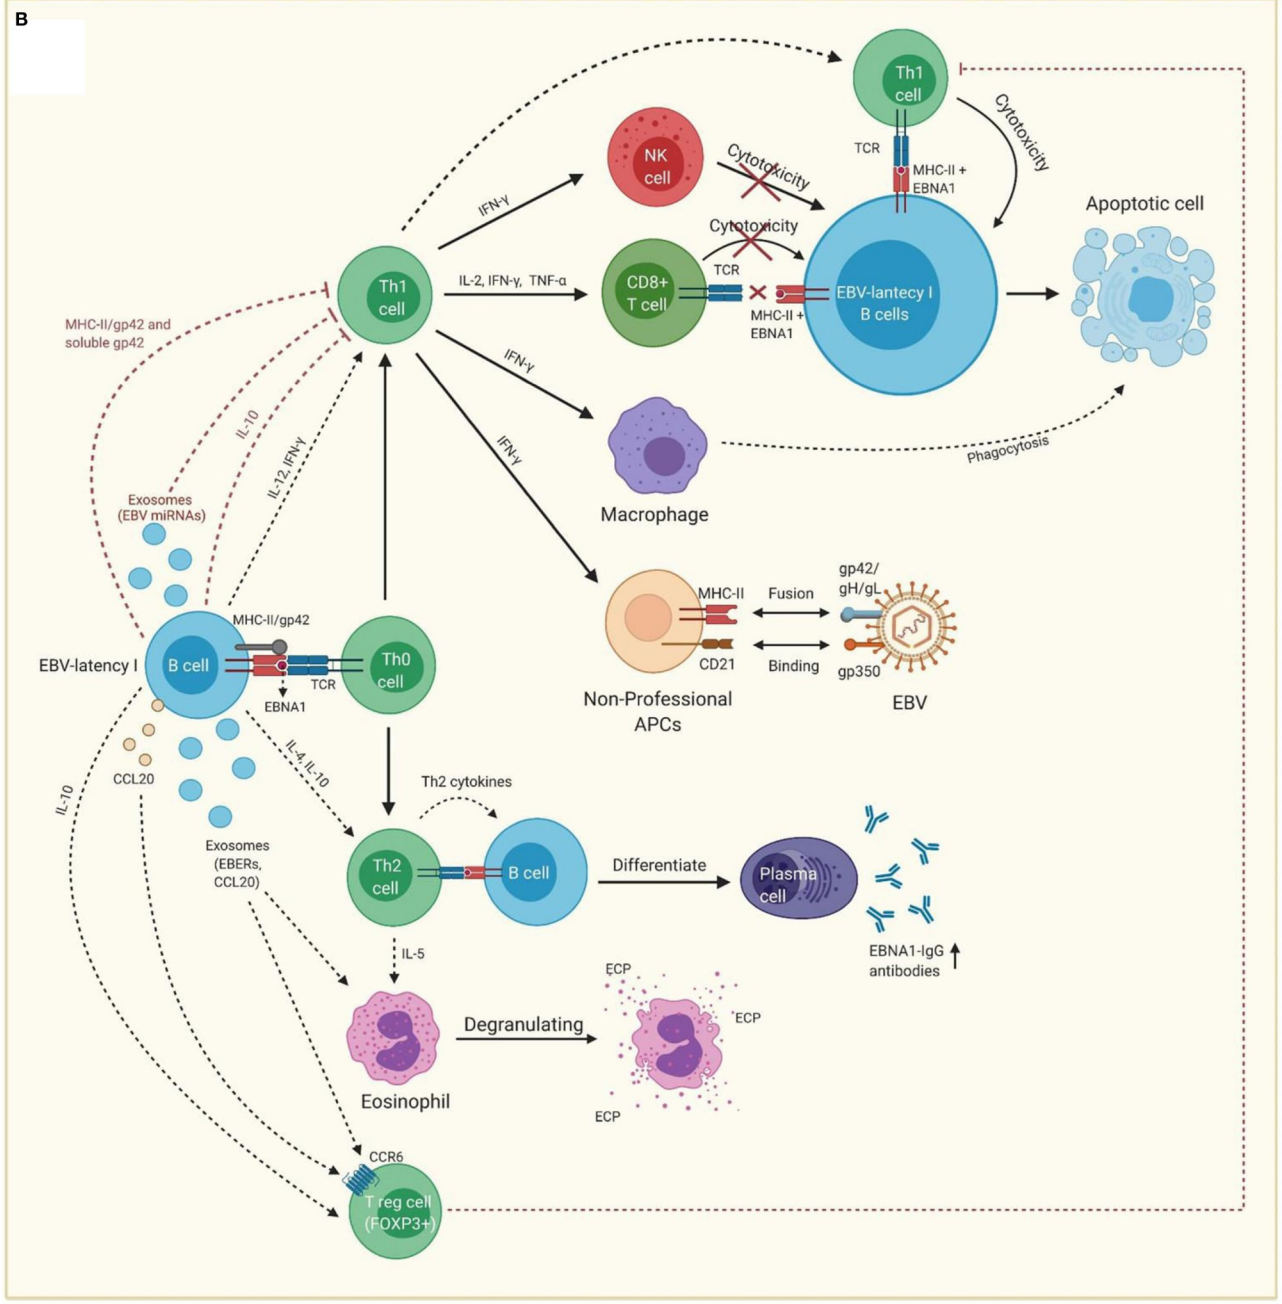 B
Th1
cell
Cytotoxicity
TCR
MHC-II +
EBNA1
NK
cell
Cytotoxicity
IFN-γ
Apoptotic cell
Th1
cell
IL-2, IFN-γ, TNF-α
CD8+
T cell
Cytotoxicity
TCR
MHC-II +
EBNA1
EBV-lantecy I
B cells
MHC-II/gp42 and
soluble gp42
IFN-γ
IL-10
IL-12, IFN-γ
IFN-γ
Phagocytosis
Macrophage
Exosomes
(EBV miRNAs)
MHC-II
Fusion
gp42/
gH/gL
CD21
Binding
gp350
Non-Professional
APCs
EBV
EBV-latency I
B cell
MHC-II/gp42
TCR
EBNA1
Th0
cell
CCL20
IL-10
IL-4, IL-10
Th2 cytokines
Exosomes
(EBERs,
CCL20)
Th2
cell
B cell
Differentiate
Plasma
cell
EBNA1-IgG
antibodies
IL-5
ECP
ECP
ECP
Degranulating
Eosinophil
CCR6
T reg cell
(FOXP3+)